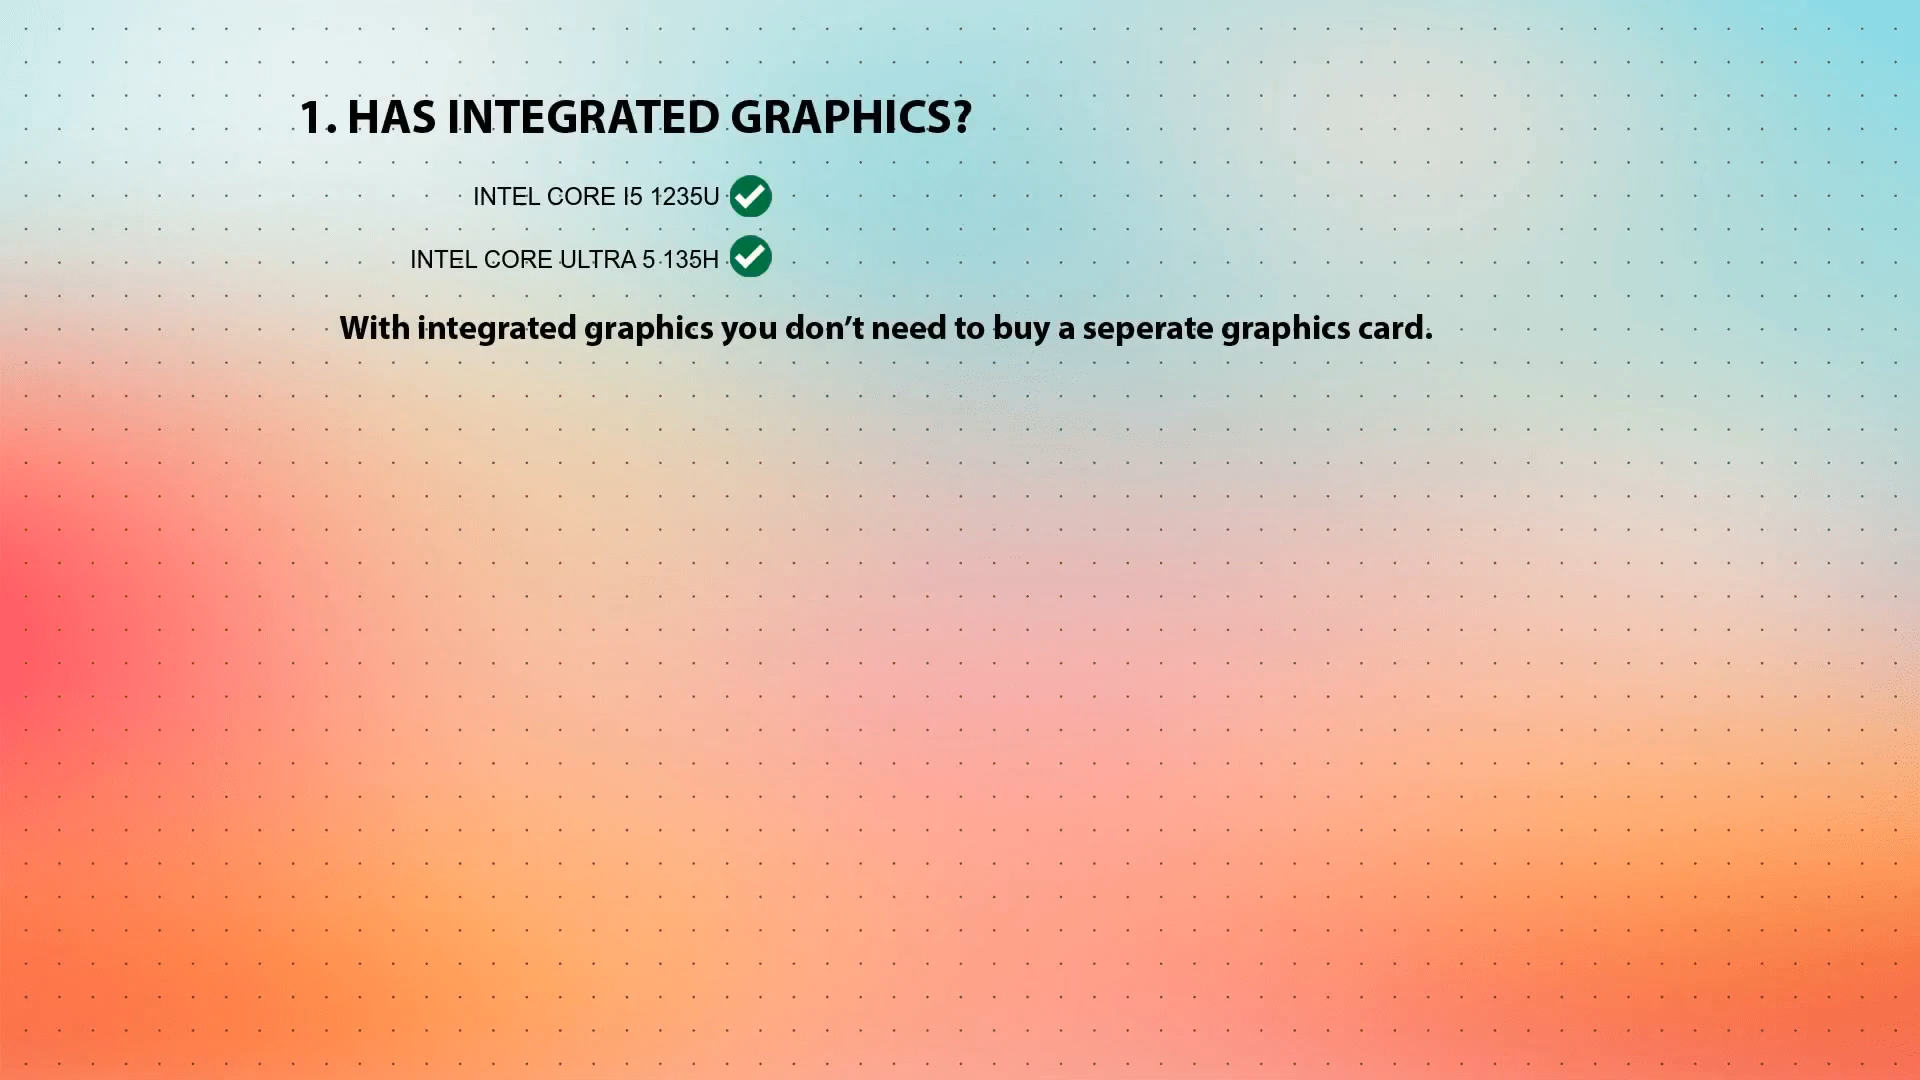 1. HAS INTEGRATED GRAPHICS?
INTEL CORE I5 1235U
INTEL CORE ULTRA 5 135H
With integrated graphics you don’t need to buy a seperate graphics card.